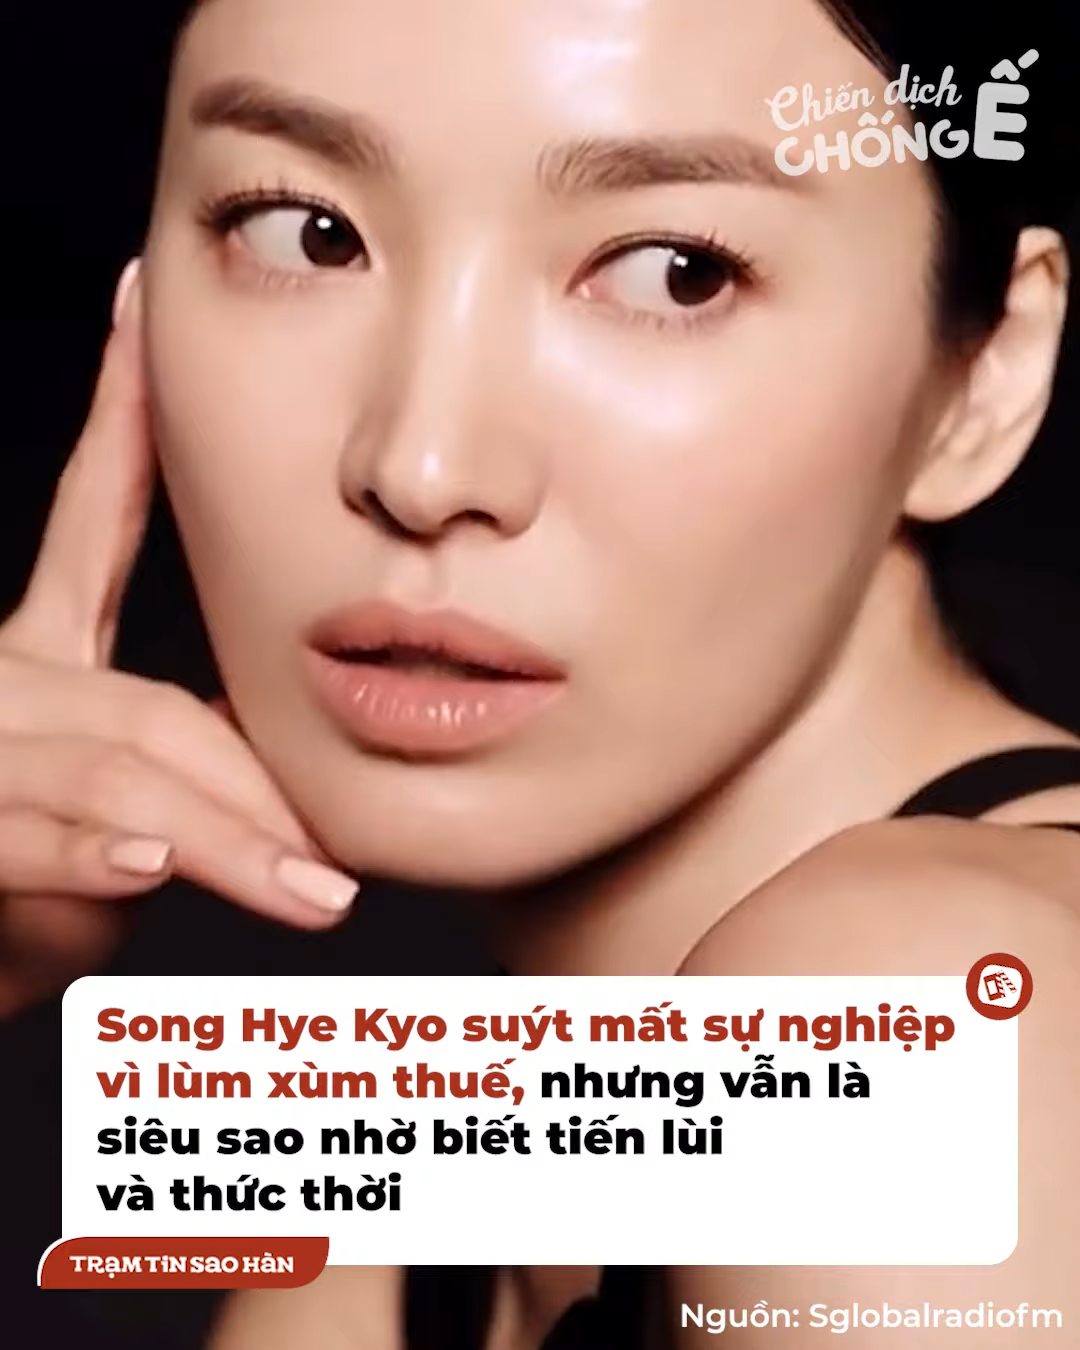 Chiến dịch
CHỐNG Ế
Song Hye Kyo suýt mất sự nghiệp
vì lùm xùm thuế, nhưng vẫn là
siêu sao nhờ biết tiến lùi
và thức thời
TRạM TIN SAO HÀN
Nguồn: Sglobalradiofm